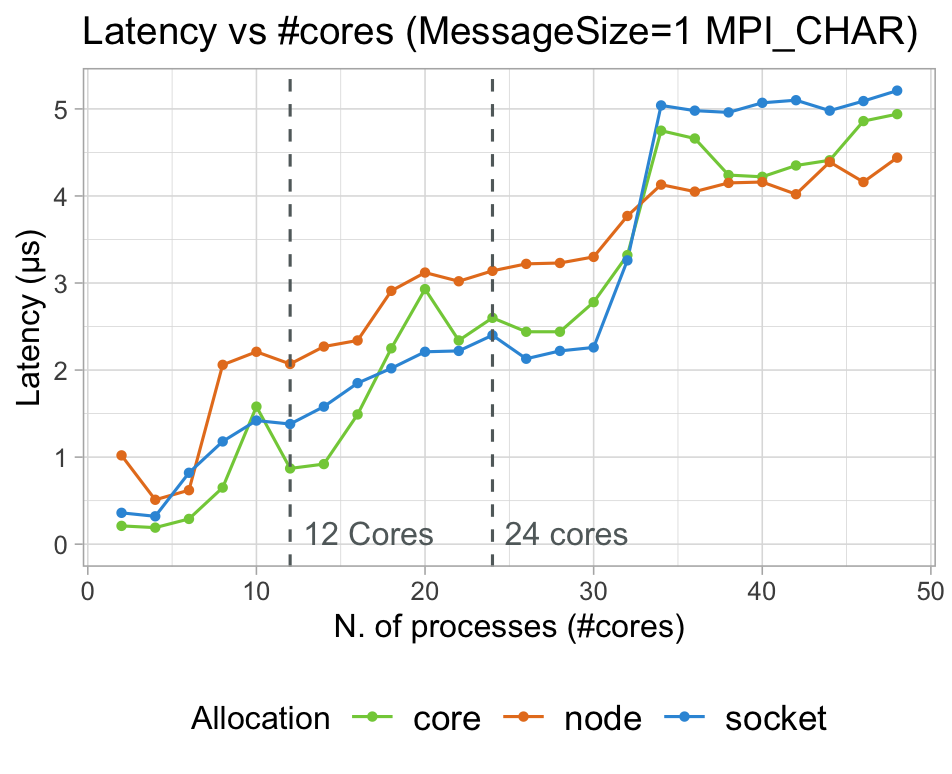 Latency vs #cores (MessageSize=1 MPI_CHAR)
Latency (µs)
5
4
3
2
1
0
12 Cores
24 cores
0 10 20 30 40 50
N. of processes (#cores)
Allocation core node socket